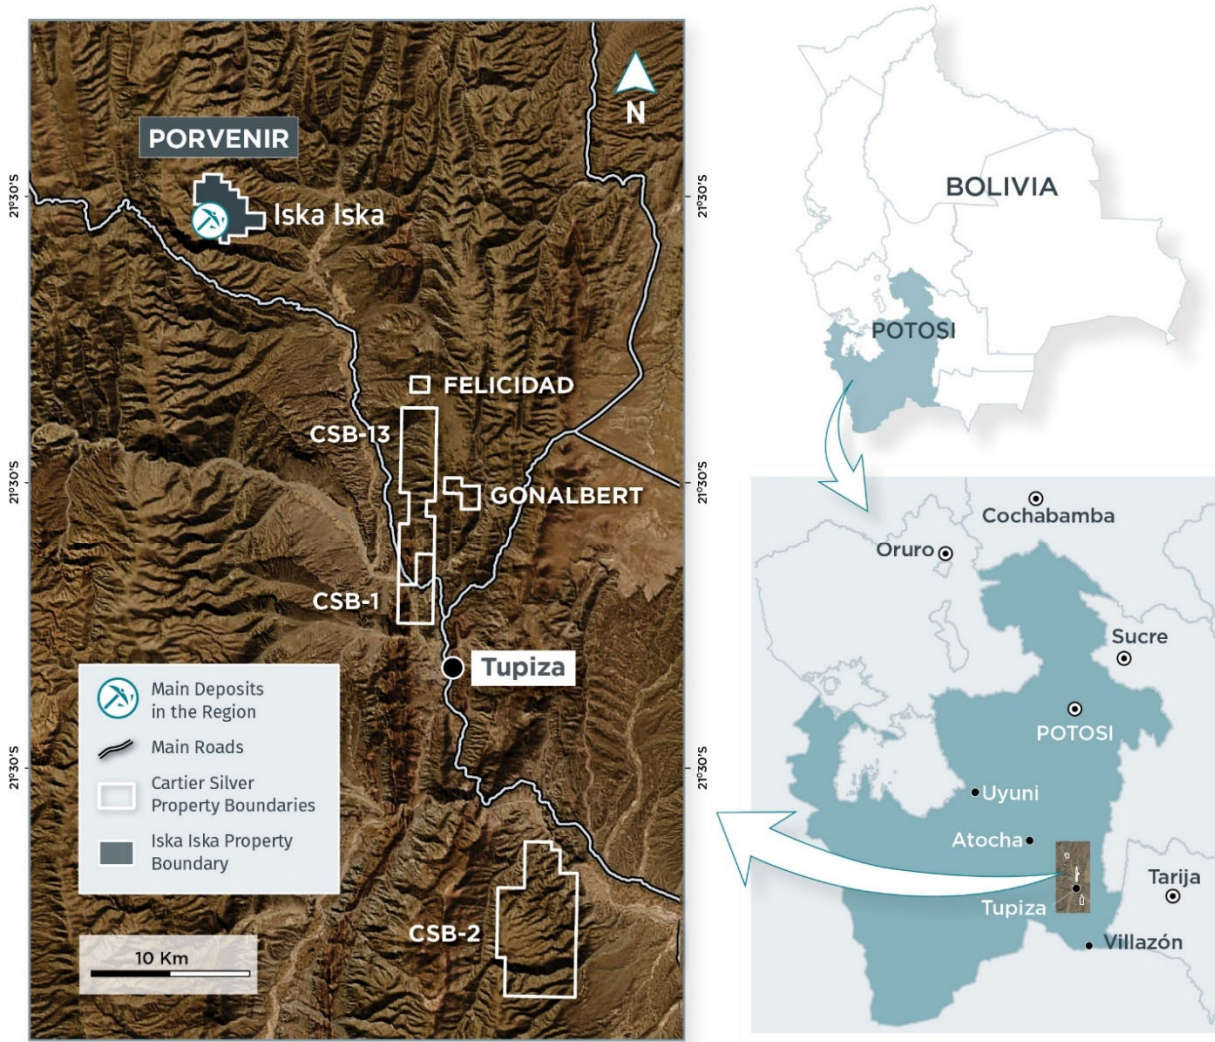 N
PORVENIR
Iska Iska
21°30'S
21°30'S
FELICIDAD
CSB-13
21°30'S
21°30'S
GONALBERT
CSB-1
Tupiza
Main Deposits
in the Region
Main Roads
Cartier Silver
Property Boundaries
Iska Iska Property
Boundary
21°30'S
21°30'S
CSB-2
10 Km
BOLIVIA
POTOSI
Cochabamba
Oruro
Sucre
POTOSI
Uyuni
Atocha
Tarija
Tupiza
Villazón